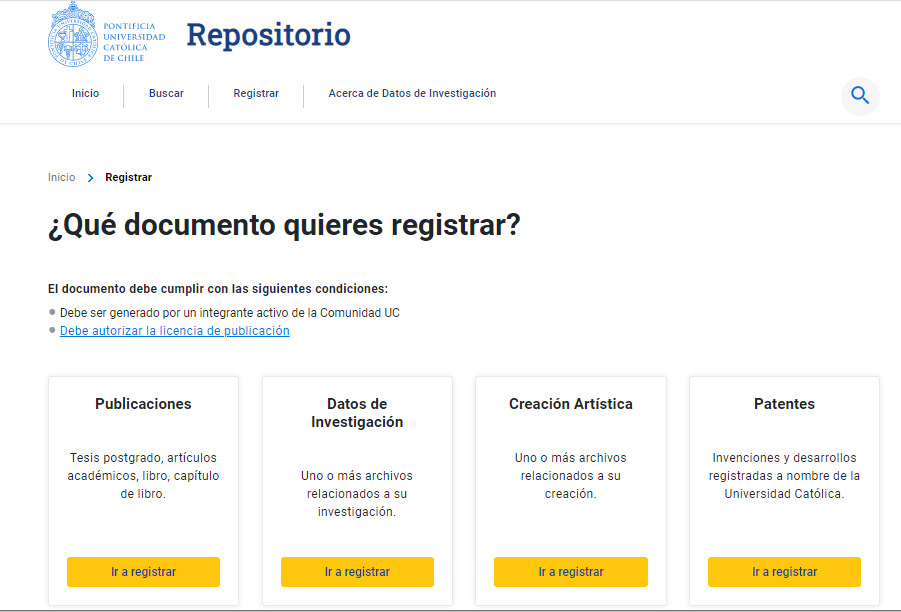 PONTIFICIA
UNIVERSIDAD
CATÓLICA
DE CHILE
Repositorio
Inicio
Buscar
Registrar
Acerca de Datos de Investigación
Inicio > Registrar
¿Qué documento quieres registrar?
El documento debe cumplir con las siguientes condiciones:
Debe ser generado por un integrante activo de la Comunidad UC
Debe autorizar la licencia de publicación
Publicaciones
Tesis postgrado, artículos
académicos, libro, capítulo
de libro.
Ir a registrar
Datos de
Investigación
Uno o más archivos
relacionados a su
investigación.
Ir a registrar
Creación Artística
Uno o más archivos
relacionados a su
creación.
Ir a registrar
Patentes
Invenciones y desarrollos
registradas a nombre de la
Universidad Católica.
Ir a registrar